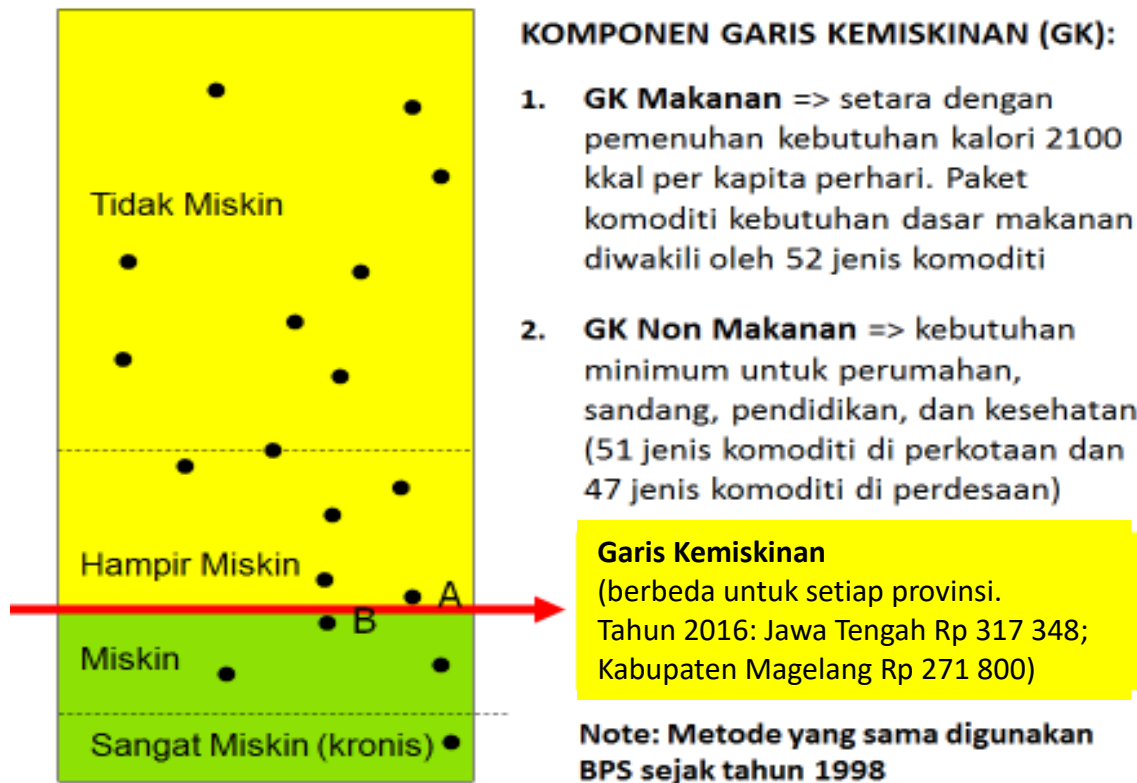 Tidak Miskin
Hampir Miskin
A
B
Miskin
Sangat Miskin (kronis)
KOMPONEN GARIS KEMISKINAN (GK):
1. GK Makanan => setara dengan
pemenuhan kebutuhan kalori 2100
kkal per kapita perhari. Paket
komoditi kebutuhan dasar makanan
diwakili oleh 52 jenis komoditi
2. GK Non Makanan => kebutuhan
minimum untuk perumahan,
sandang, pendidikan, dan kesehatan
(51 jenis komoditi di perkotaan dan
47 jenis komoditi di perdesaan)
Garis Kemiskinan
(berbeda untuk setiap provinsi.
Tahun 2016: Jawa Tengah Rp 317 348;
Kabupaten Magelang Rp 271 800)
Note: Metode yang sama digunakan
BPS sejak tahun 1998